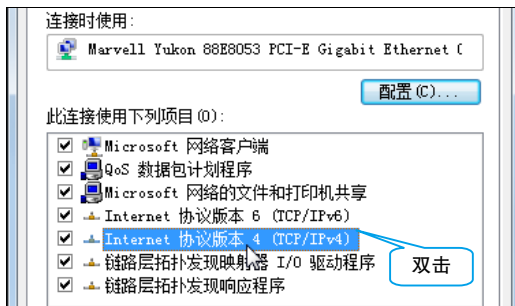 连接时使用:
Marvell Yukon 88E8053 PCI-E Gigabit Ethernet C
配置(C)...
此连接使用下列项目(O):
Microsoft 网络客户端
QoS 数据包计划程序
Microsoft 网络的文件和打印机共享
Internet 协议版本 6 (TCP/IPv6)
Internet 协议版本 4 (TCP/IPv4)
链路层拓扑发现映射器 I/O 驱动程序
双击
链路层拓扑发现响应程序